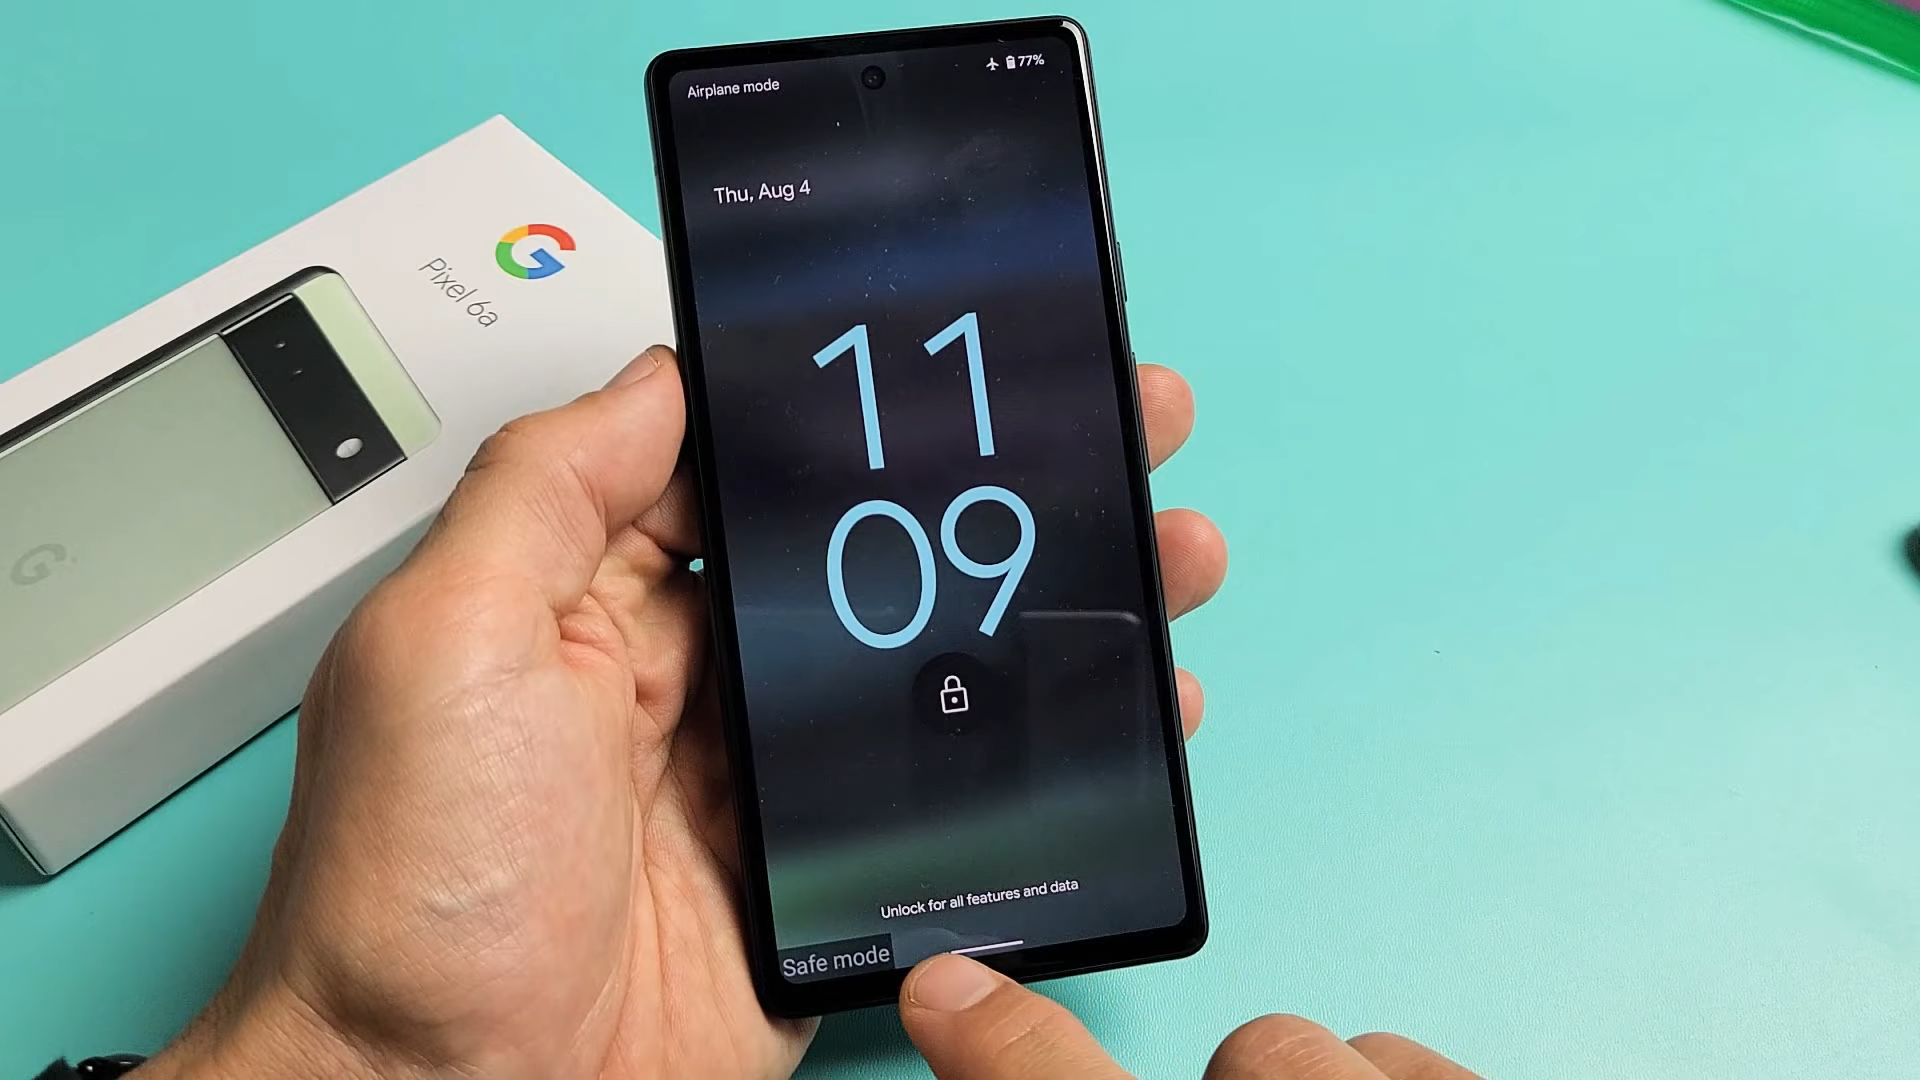 Airplane mode
77%
Thu, Aug 4
11
09
Unlock for all features and data
Safe mode
G
Pixel 6a
G